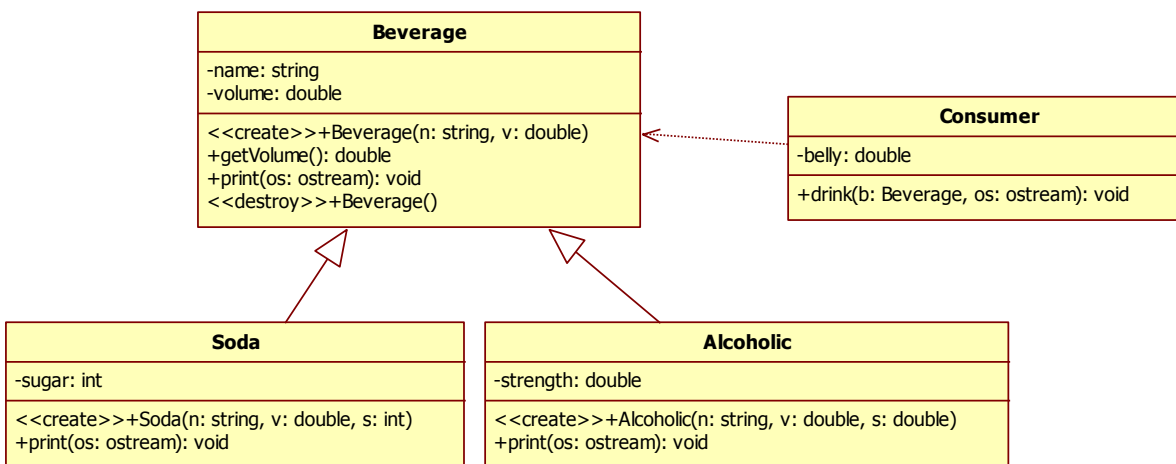 Beverage
-name: string
-volume: double
<<create>>+Beverage(n: string, v: double)
+getVolume(): double
+print(os: ostream): void
<<destroy>>+Beverage()
Consumer
-belly: double
+drink(b: Beverage, os: ostream): void
Soda
-sugar: int
<<create>>+Soda(n: string, v: double, s: int)
+print(os: ostream): void
Alcoholic
-strength: double
<<create>>+Alcoholic(n: string, v: double, s: double)
+print(os: ostream): void